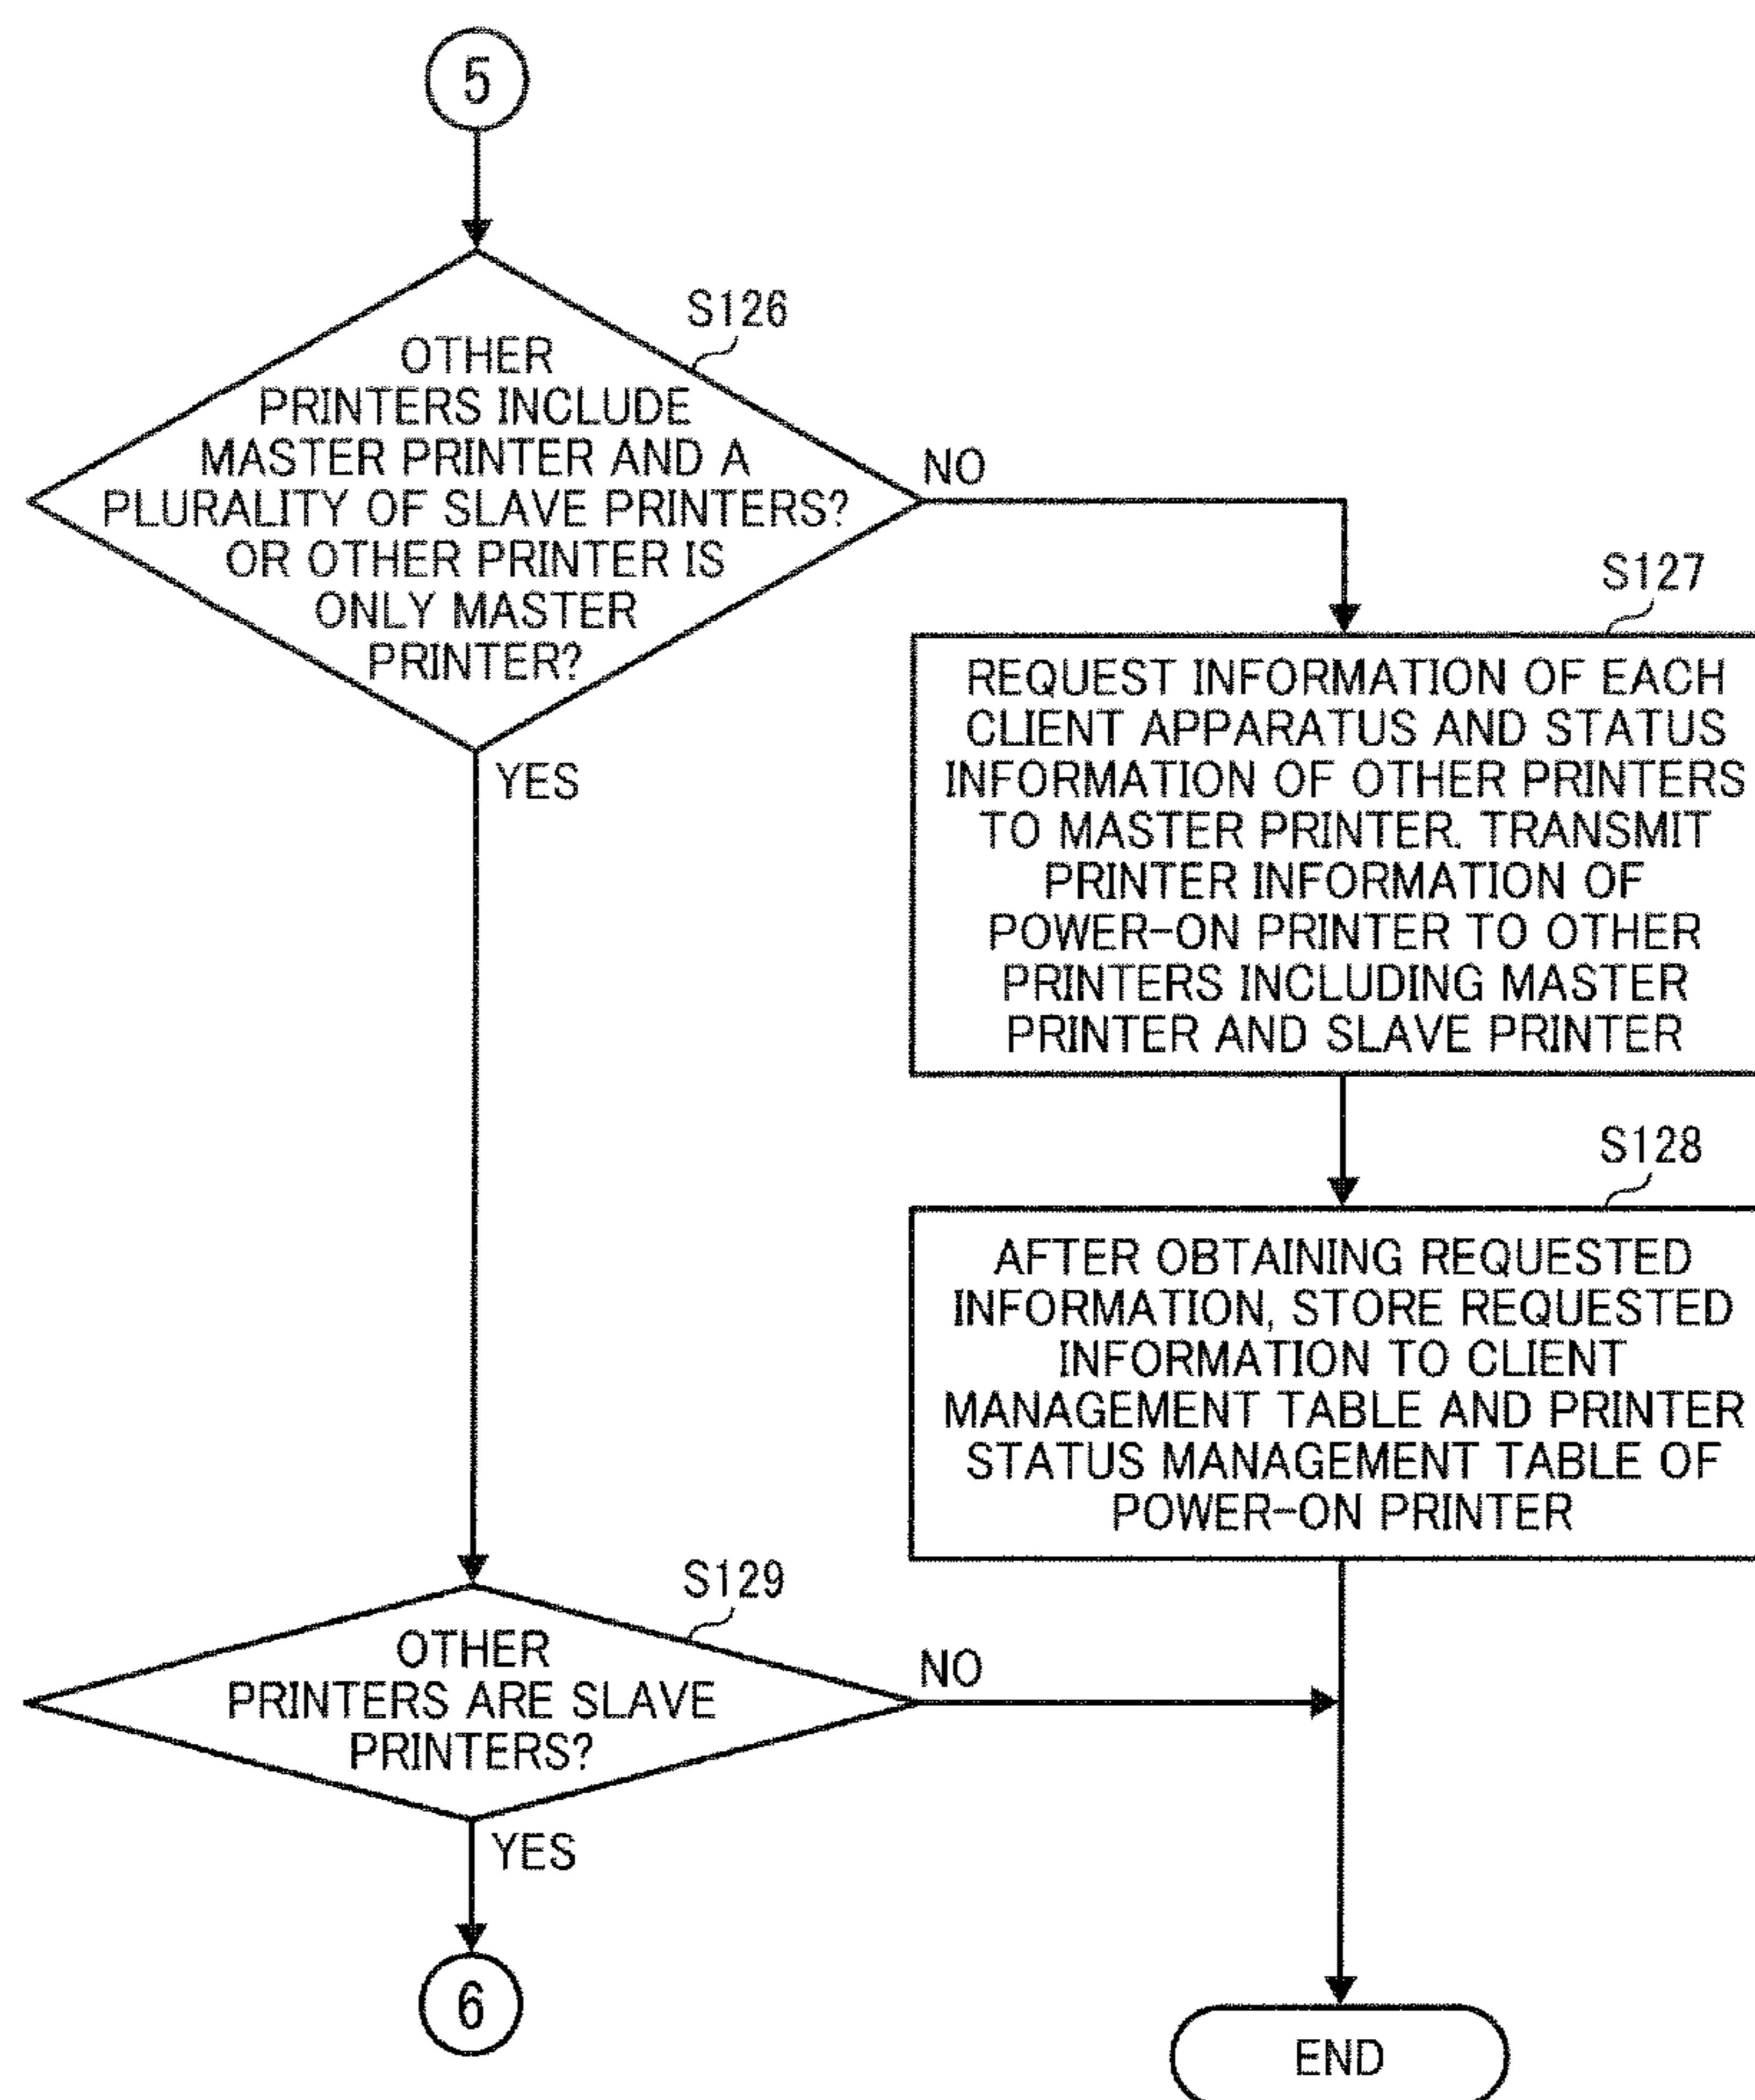 5
S126
OTHER
PRINTERS INCLUDE
MASTER PRINTER AND A
PLURALITY OF SLAVE PRINTERS?
OR OTHER PRINTER IS
ONLY MASTER
PRINTER?
NO
YES
S127
REQUEST INFORMATION OF EACH
CLIENT APPARATUS AND STATUS
INFORMATION OF OTHER PRINTERS
TO MASTER PRINTER. TRANSMIT
PRINTER INFORMATION OF
POWER-ON PRINTER TO OTHER
PRINTERS INCLUDING MASTER
PRINTER AND SLAVE PRINTER
S128
AFTER OBTAINING REQUESTED
INFORMATION, STORE REQUESTED
INFORMATION TO CLIENT
MANAGEMENT TABLE AND PRINTER
STATUS MANAGEMENT TABLE OF
POWER-ON PRINTER
S129
OTHER
PRINTERS ARE SLAVE
PRINTERS?
NO
YES
6
END